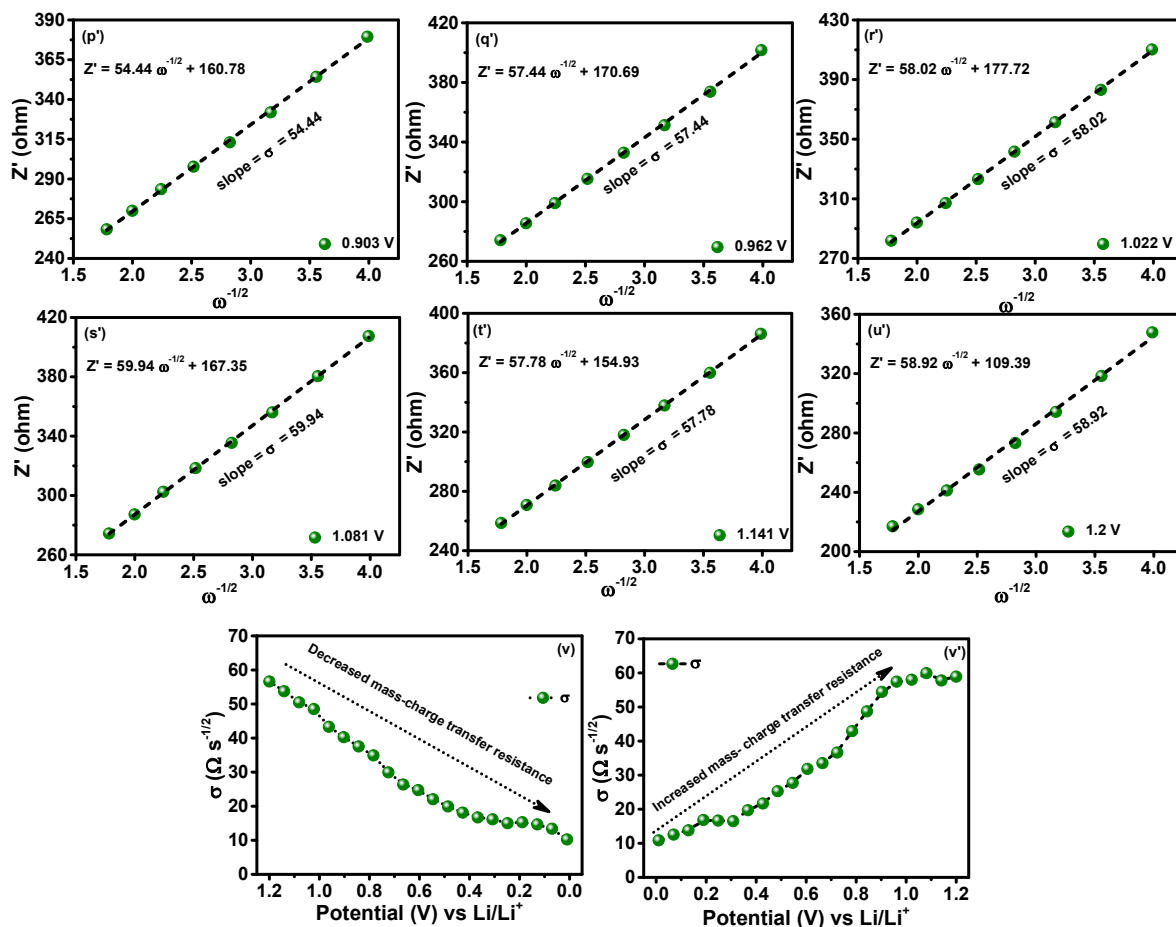 (p')
Z' = 54.44 ω^-1/2 + 160.78
slope = σ = 54.44
0.903 V
Z' (ohm)
390
375
360
345
330
315
300
285
270
255
240
1.5 2.0 2.5 3.0 3.5 4.0
ω^-1/2
(q')
Z' = 57.44 ω^-1/2 + 170.69
slope = σ = 57.44
0.962 V
Z' (ohm)
420
380
340
300
260
1.5 2.0 2.5 3.0 3.5 4.0
ω^-1/2
(r')
Z' = 58.02 ω^-1/2 + 177.72
slope = σ = 58.02
1.022 V
Z' (ohm)
430
390
350
310
270
1.5 2.0 2.5 3.0 3.5 4.0
ω^-1/2
(s')
Z' = 59.94 ω^-1/2 + 167.35
slope = σ = 59.94
1.081 V
Z' (ohm)
420
380
340
300
260
1.5 2.0 2.5 3.0 3.5 4.0
ω^-1/2
(t')
Z' = 57.78 ω^-1/2 + 154.93
slope = σ = 57.78
1.141 V
Z' (ohm)
400
360
320
280
240
1.5 2.0 2.5 3.0 3.5 4.0
ω^-1/2
(u')
Z' = 58.92 ω^-1/2 + 109.39
slope = σ = 58.92
1.2 V
Z' (ohm)
360
320
280
240
200
1.5 2.0 2.5 3.0 3.5 4.0
ω^-1/2
(v)
Decreased mass-charge transfer resistance
σ
σ (Ω s^-1/2)
70
60
50
40
30
20
10
0
1.2 1.0 0.8 0.6 0.4 0.2 0.0
Potential (V) vs Li/Li⁺
(v')
σ
Increased mass- charge transfer resistance
σ (Ω s^-1/2)
70
60
50
40
30
20
10
0
0.0 0.2 0.4 0.6 0.8 1.0 1.2
Potential (V) vs Li/Li⁺